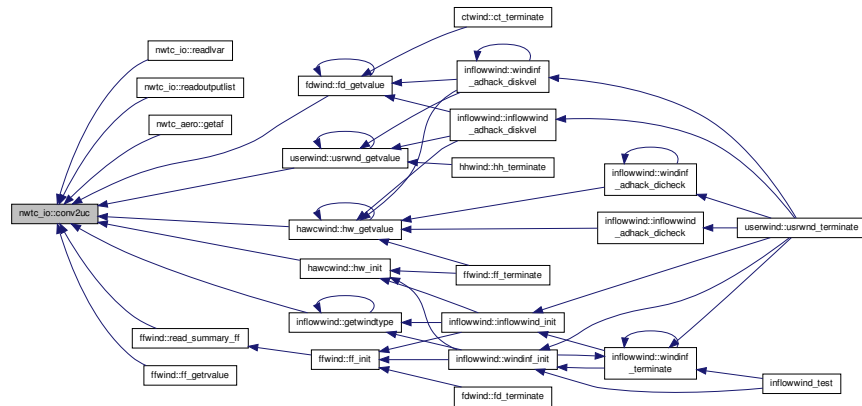 ctwind::ct_terminate
nwtc_io::readlvar
inflowwind::windinf
_adhack_diskvel
nwtc_io::readoutputlist
fdwind::fd_getvalue
nwtc_aero::getaf
inflowwind::inflowwind
_adhack_diskvel
userwind::usrwnd_getvalue
hhwind::hh_terminate
inflowwind::windinf
_adhack_dicheck
nwtc_io::conv2uc
hawcwind::hw_getvalue
inflowwind::inflowwind
_adhack_dicheck
userwind::usrwnd_terminate
hawcwind::hw_init
ffwind::ff_terminate
inflowwind::getwindtype
inflowwind::inflowwind_init
ffwind::read_summary_ff
ffwind::ff_init
inflowwind::windinf_init
inflowwind::windinf
_terminate
ffwind::ff_getrvalue
fdwind::fd_terminate
inflowwind_test